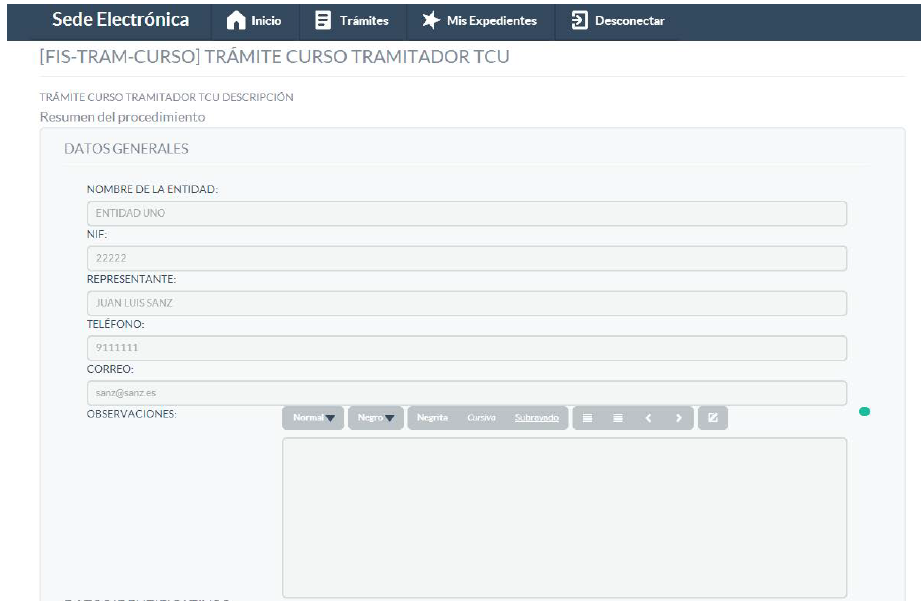 Sede Electrónica Inicio Trámites Mis Expedientes Desconectar
[FIS-TRAM-CURSO] TRÁMITE CURSO TRAMITADOR TCU
TRÁMITE CURSO TRAMITADOR TCU DESCRIPCIÓN
Resumen del procedimiento
DATOS GENERALES
NOMBRE DE LA ENTIDAD:
ENTIDAD UNO
NIF:
22222
REPRESENTANTE:
JUAN LUIS SANZ
TELÉFONO:
9111111
CORREO:
sanz@sanz.es
OBSERVACIONES:
Normal Negro Negrita Cursiva Subrayado